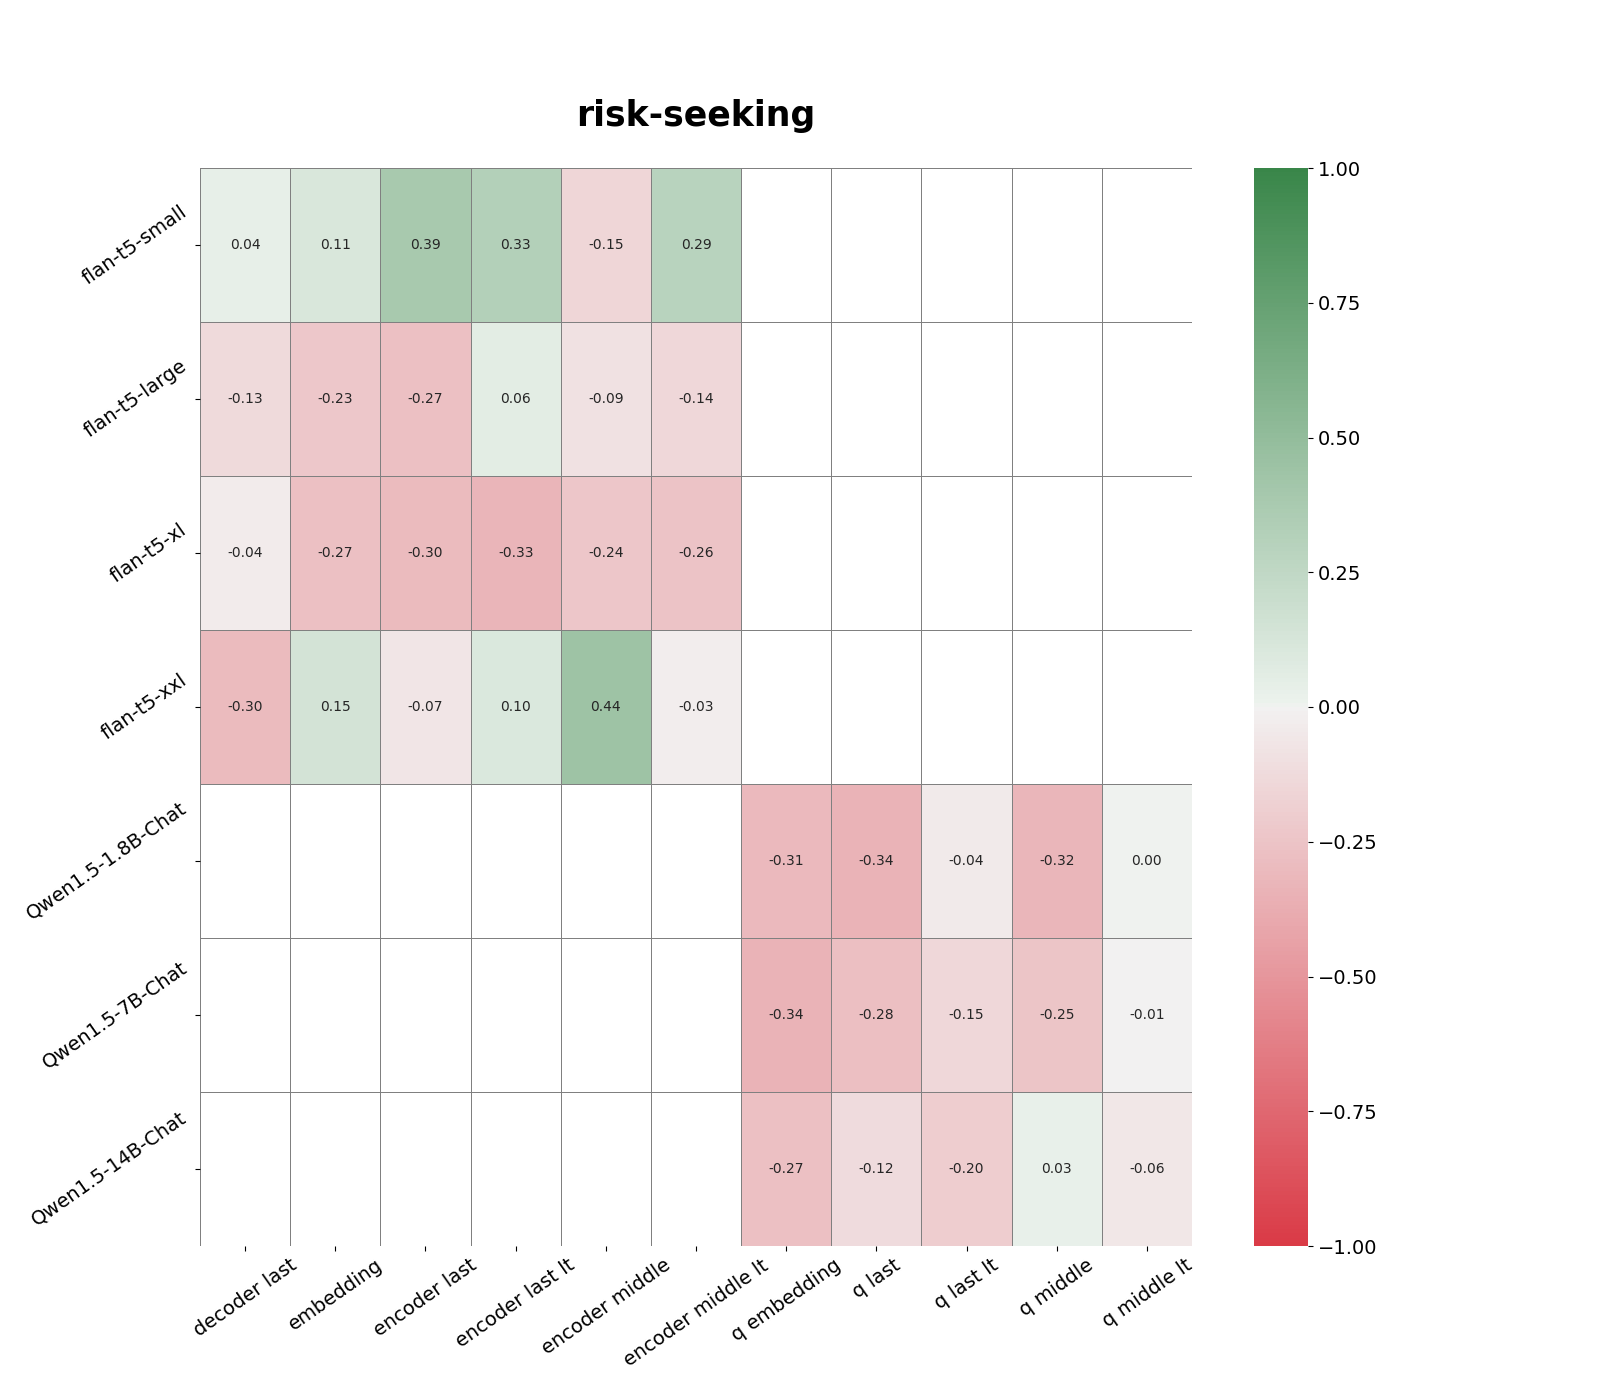 risk-seeking
flan-t5-small
0.04 0.11 0.39 0.33 -0.15 0.29
flan-t5-large
-0.13 -0.23 -0.27 0.06 -0.09 -0.14
flan-t5-xl
-0.04 -0.27 -0.30 -0.33 -0.24 -0.26
flan-t5-xxl
-0.30 0.15 -0.07 0.10 0.44 -0.03
Qwen1.5-1.8B-Chat
-0.31 -0.34 -0.04 -0.32 0.00
Qwen1.5-7B-Chat
-0.34 -0.28 -0.15 -0.25 -0.01
Qwen1.5-14B-Chat
-0.27 -0.12 -0.20 0.03 -0.06
decoder last
embedding
encoder last
encoder last lt
encoder middle
encoder middle lt
q embedding
q last
q last lt
q middle
q middle lt
1.00
0.75
0.50
0.25
0.00
−0.25
−0.50
−0.75
−1.00